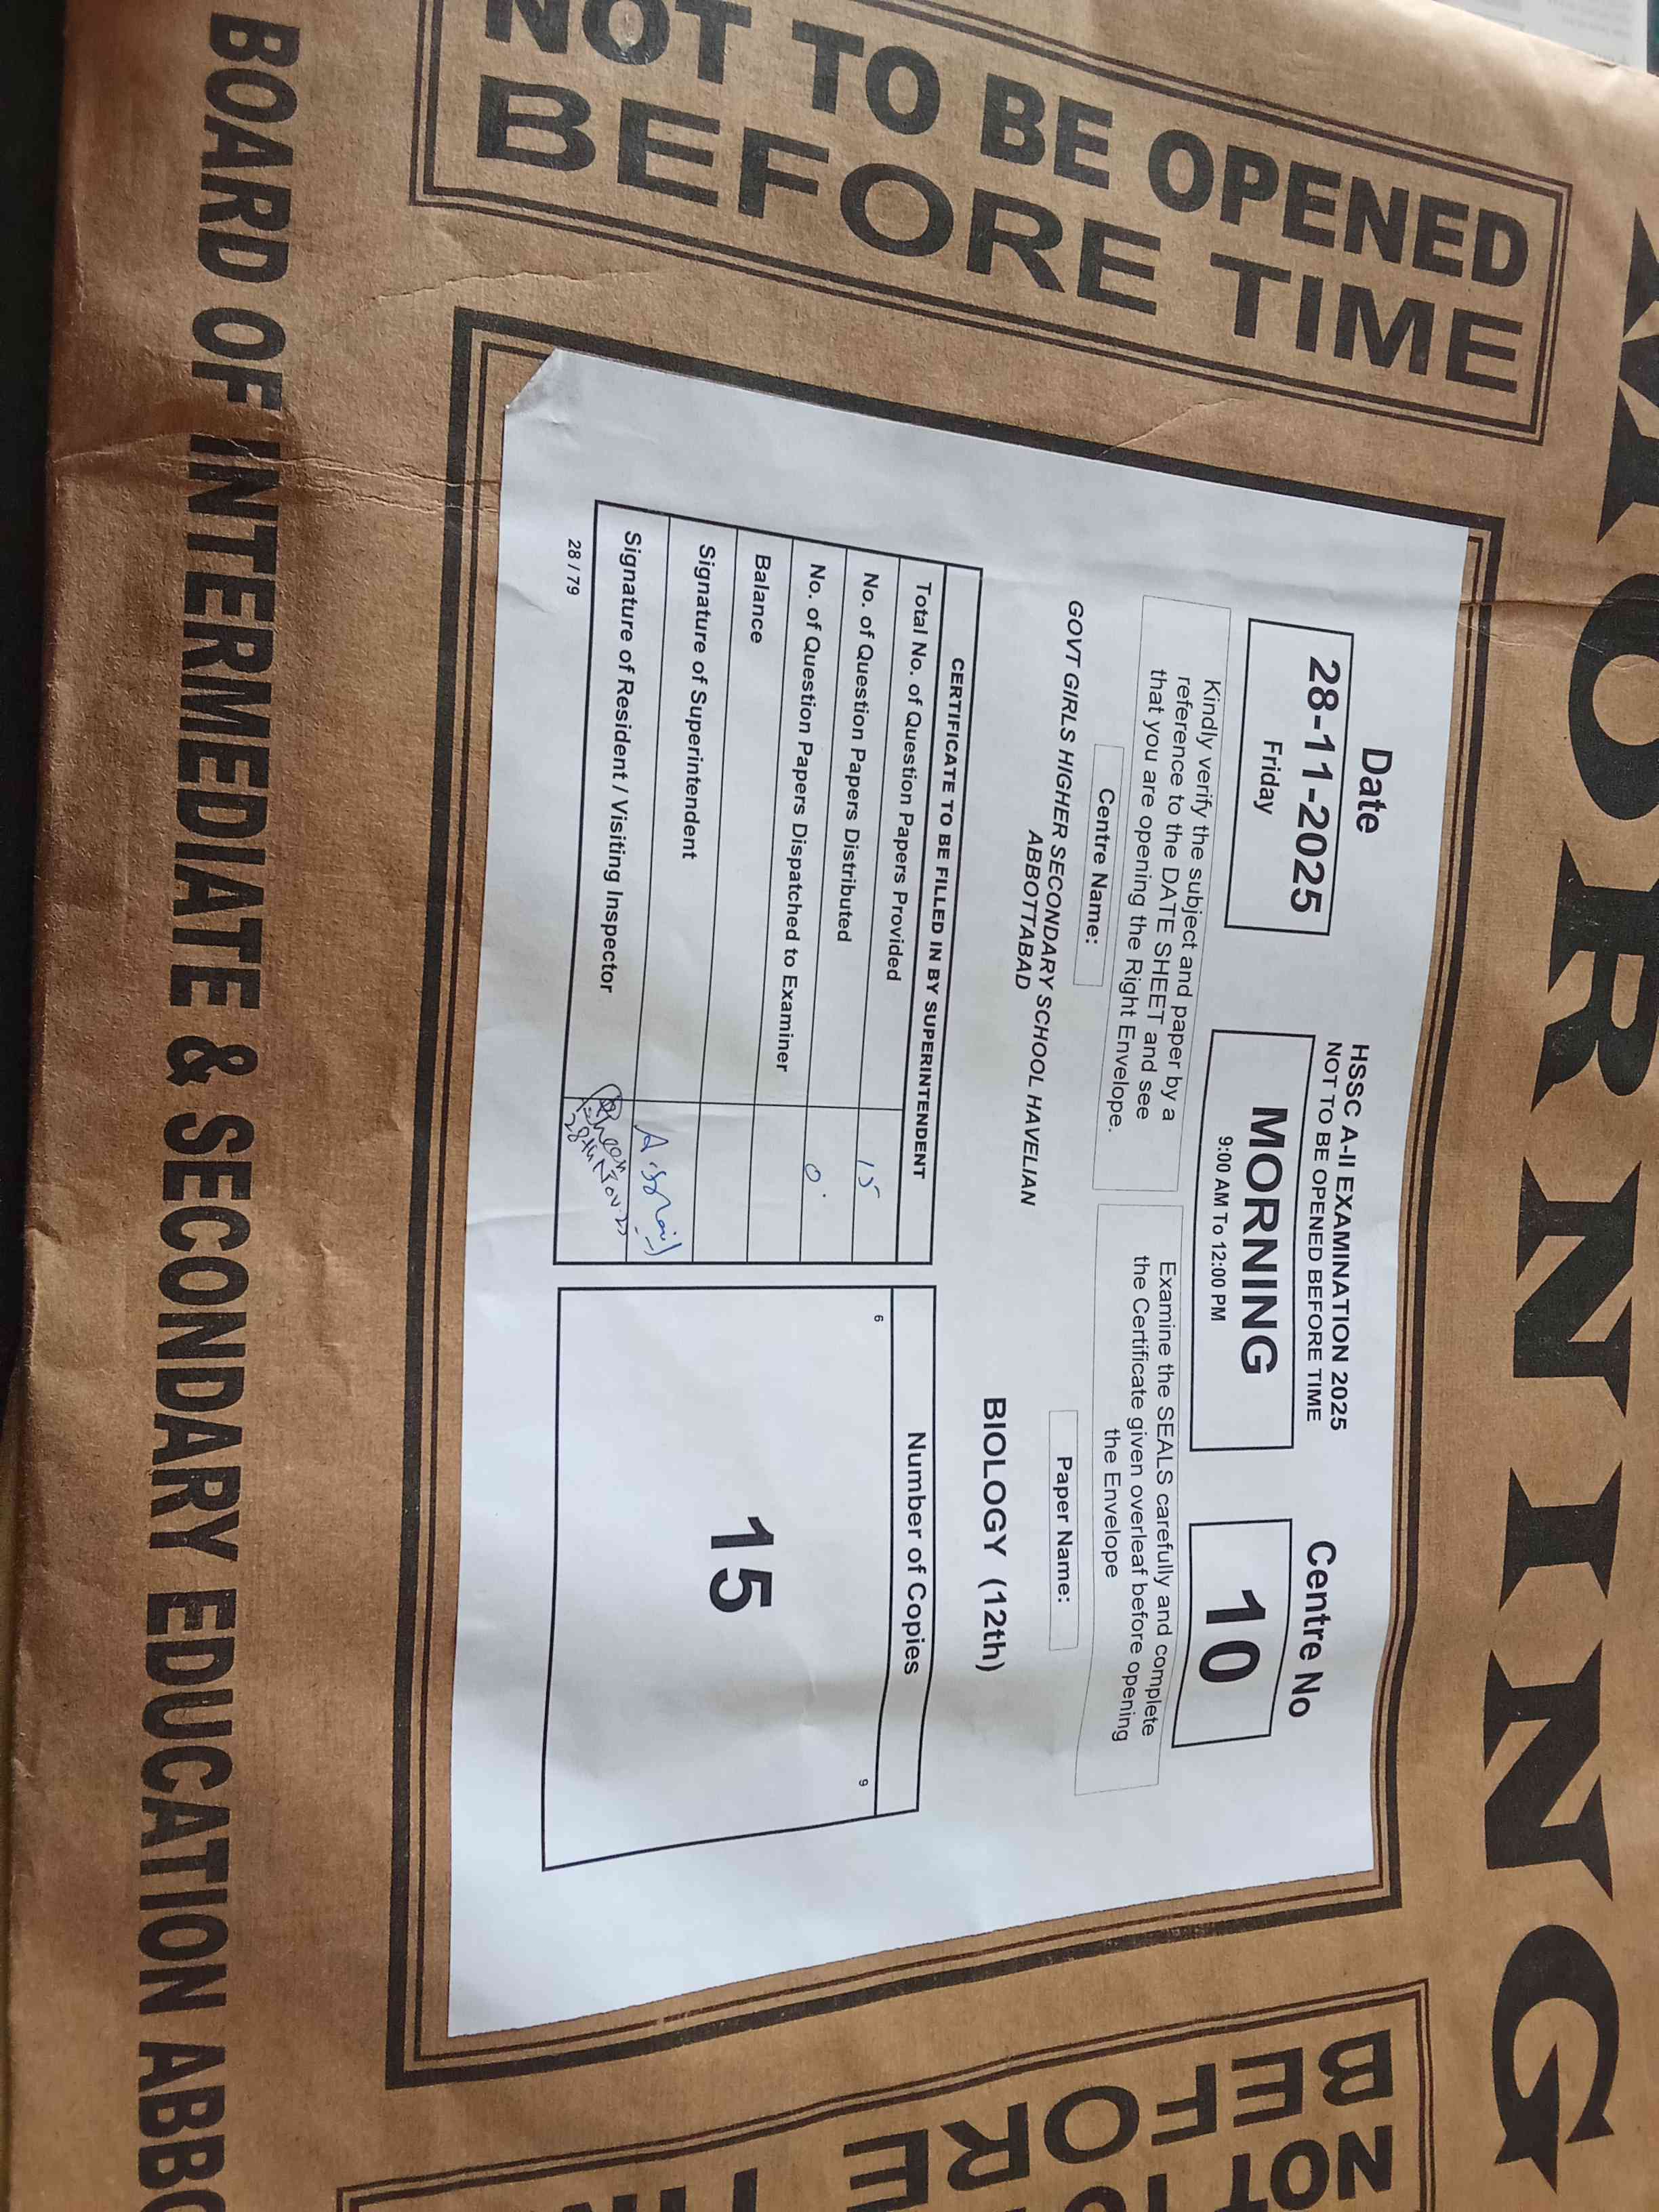 MORNING
NOT TO BE OPENED
BEFORE TIME
Date
28-11-2025
Friday
HSSC A-II EXAMINATION 2025
NOT TO BE OPENED BEFORE TIME
MORNING
9:00 AM To 12:00 PM
Centre No
10
Kindly verify the subject and paper by a
reference to the DATE SHEET and see
that you are opening the Right Envelope.
Examine the SEALS carefully and complete
the Certificate given overleaf before opening
the Envelope
Centre Name:
GOVT GIRLS HIGHER SECONDARY SCHOOL HAVELIAN
ABBOTTABAD
Paper Name:
BIOLOGY (12th)
CERTIFICATE TO BE FILLED IN BY SUPERINTENDENT
Total No. of Question Papers Provided
No. of Question Papers Distributed 15
No. of Question Papers Dispatched to Examiner 0
Balance
Signature of Superintendent
Signature of Resident / Visiting Inspector
28 / 79
Number of Copies
6
9
15
NOT TO
BEFORE
BOARD OF INTERMEDIATE & SECONDARY EDUCATION ABBO